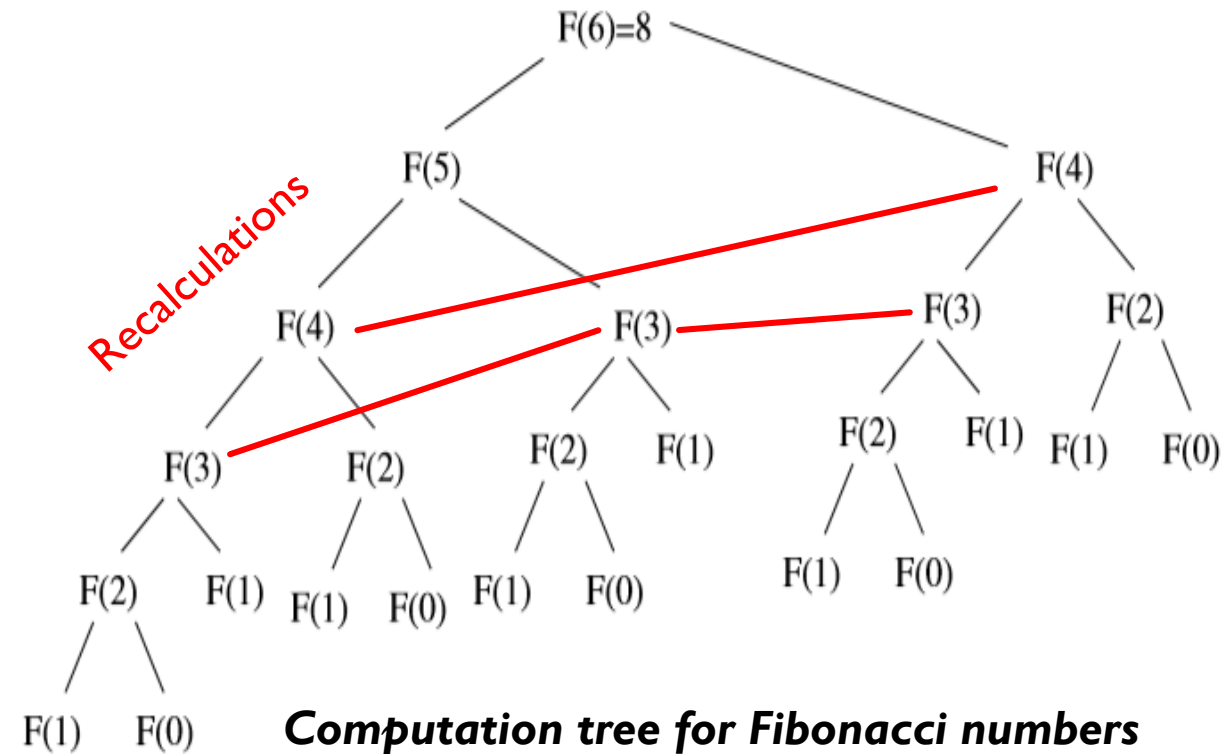 F(6)=8
F(5)
F(4)
Recalculations
F(4)
F(3)
F(3)
F(2)
F(3)
F(2)
F(2)
F(1)
F(2)
F(1)
F(1)
F(0)
F(2)
F(1)
F(1)
F(0)
F(1)
F(0)
F(1)
F(0)
F(1)
F(0)
Computation tree for Fibonacci numbers